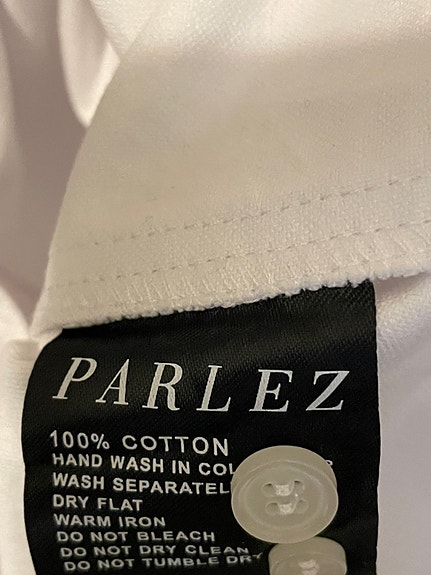 PARLEZ
100% COTTON
HAND WASH IN
WASH
DRY FLAT
WARM IRON
DO NOT BLEACH
DO NOT DRY CLEAN
DO NOT TUMBLE DRY